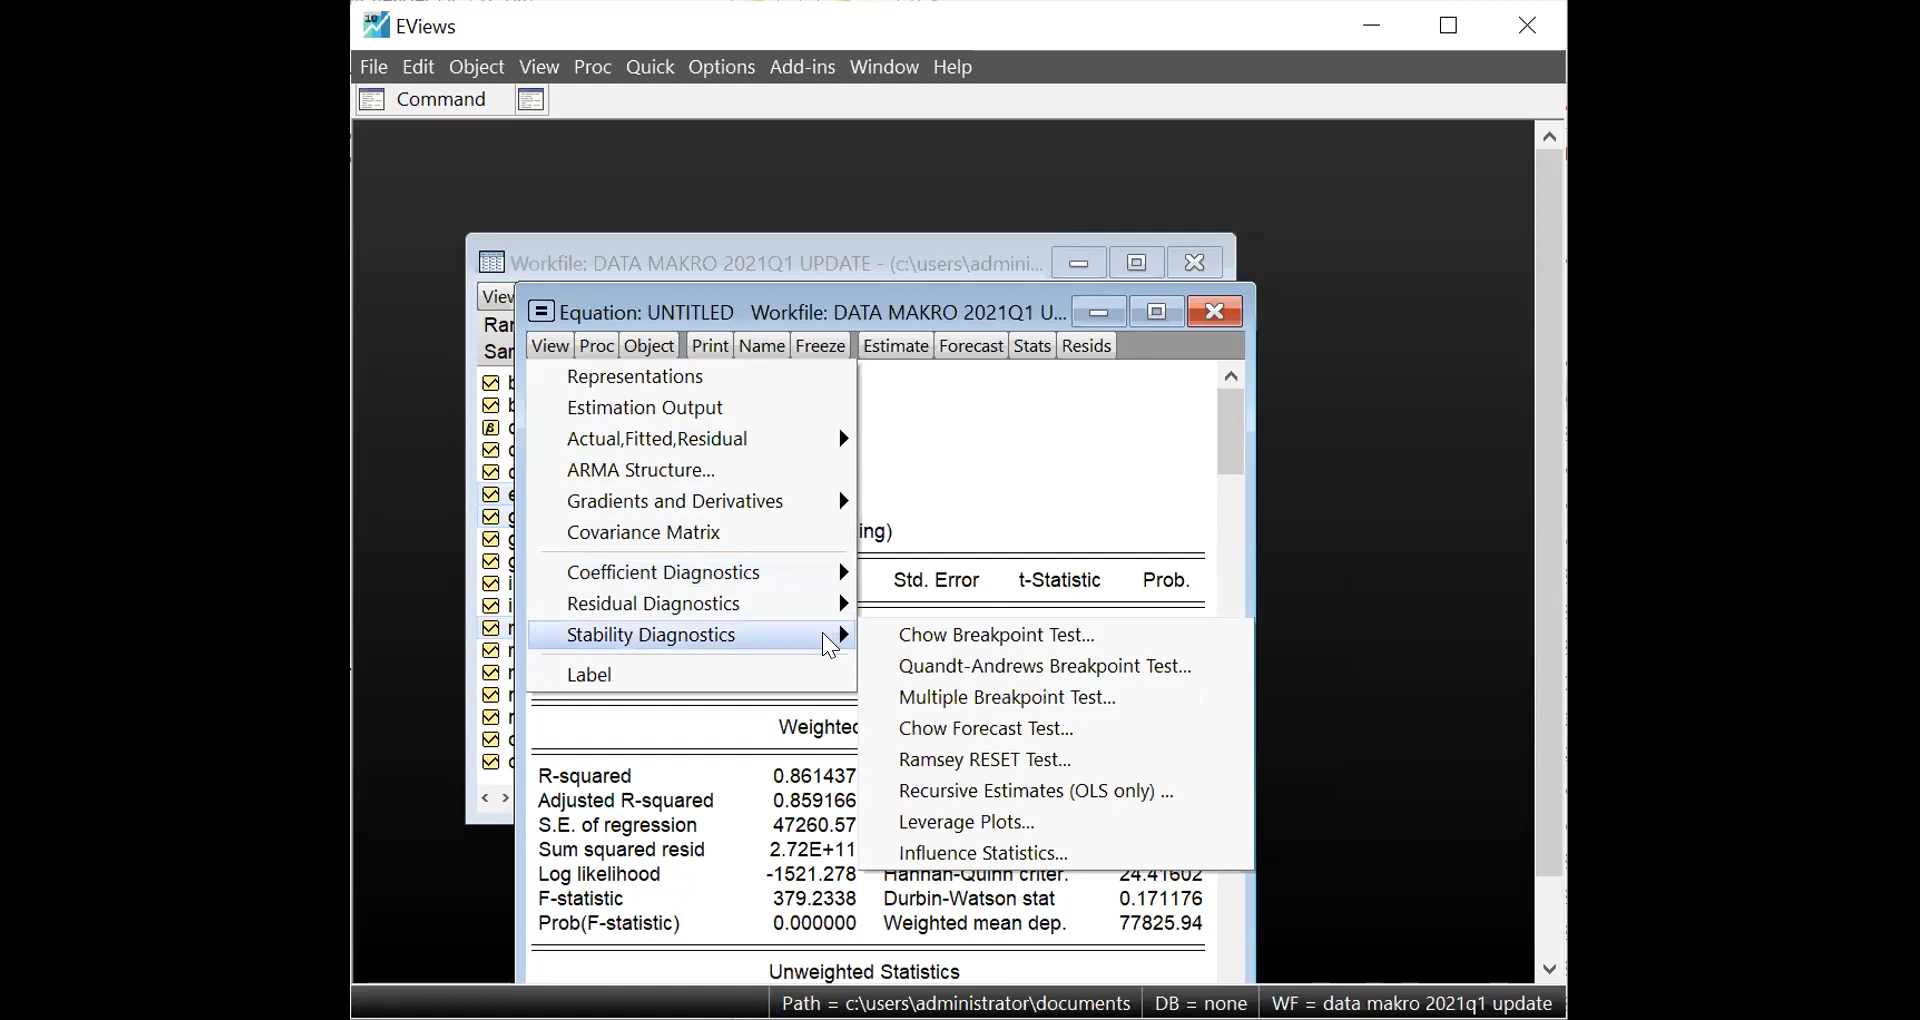 EViews
File Edit Object View Proc Quick Options Add-ins Window Help
Command
Workfile: DATA MAKRO 2021Q1 UPDATE - (c:\users\admini...
View
Equation: UNTITLED Workfile: DATA MAKRO 2021Q1 U...
View Proc Object Print Name Freeze Estimate Forecast Stats Resids
Representations
Estimation Output
Actual,Fitted,Residual
ARMA Structure...
Gradients and Derivatives
Covariance Matrix
ing)
Coefficient Diagnostics
Std. Error t-Statistic Prob.
Residual Diagnostics
Stability Diagnostics
Label
Chow Breakpoint Test...
Quandt-Andrews Breakpoint Test...
Multiple Breakpoint Test...
Chow Forecast Test...
Ramsey RESET Test...
Recursive Estimates (OLS only) ...
Leverage Plots...
Influence Statistics...
Weighted
R-squared 0.861437
Adjusted R-squared 0.859166
S.E. of regression 47260.57
Sum squared resid 2.72E+11
Log likelihood -1521.278 Hannan-Quinn criter. 24.41602
F-statistic 379.2338 Durbin-Watson stat 0.171176
Prob(F-statistic) 0.000000 Weighted mean dep. 77825.94
Unweighted Statistics
Path = c:\users\administrator\documents DB = none WF = data makro 2021q1 update